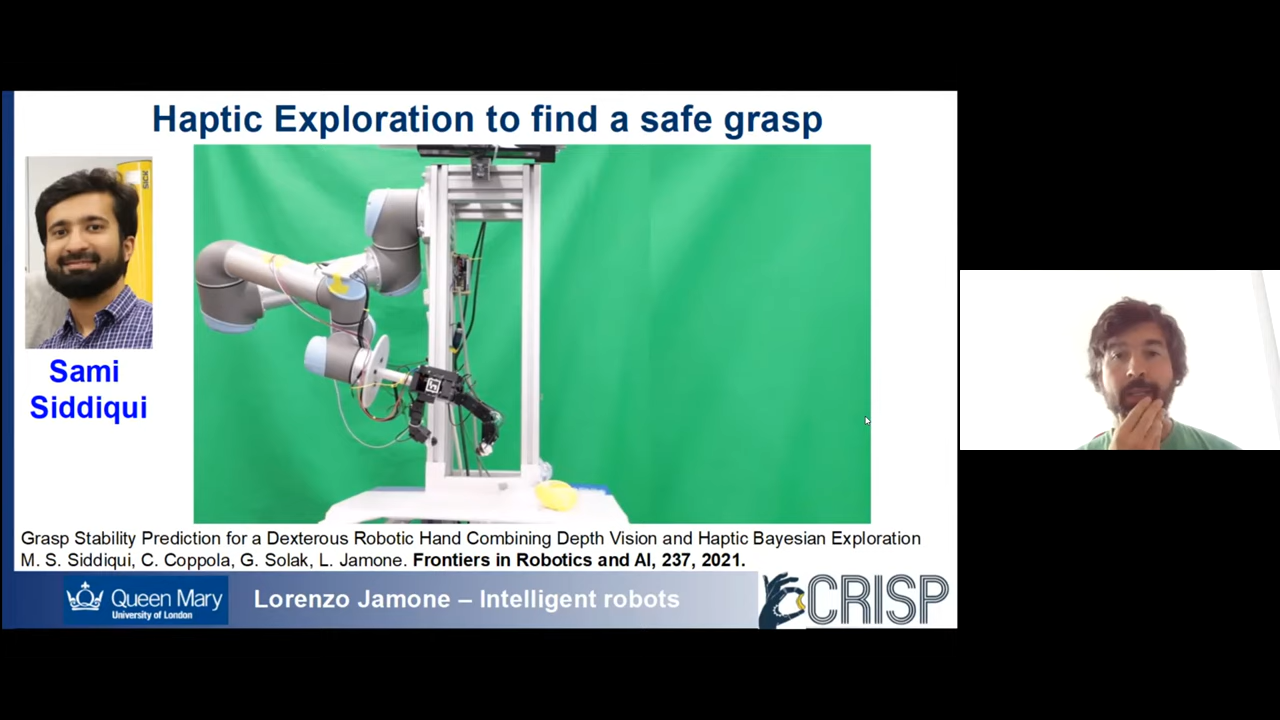 Haptic Exploration to find a safe grasp
SICK
Sami
Siddiqui
Grasp Stability Prediction for a Dexterous Robotic Hand Combining Depth Vision and Haptic Bayesian Exploration
M. S. Siddiqui, C. Coppola, G. Solak, L. Jamone. Frontiers in Robotics and AI, 237, 2021.
Queen Mary
University of London
Lorenzo Jamone – Intelligent robots
CRISP